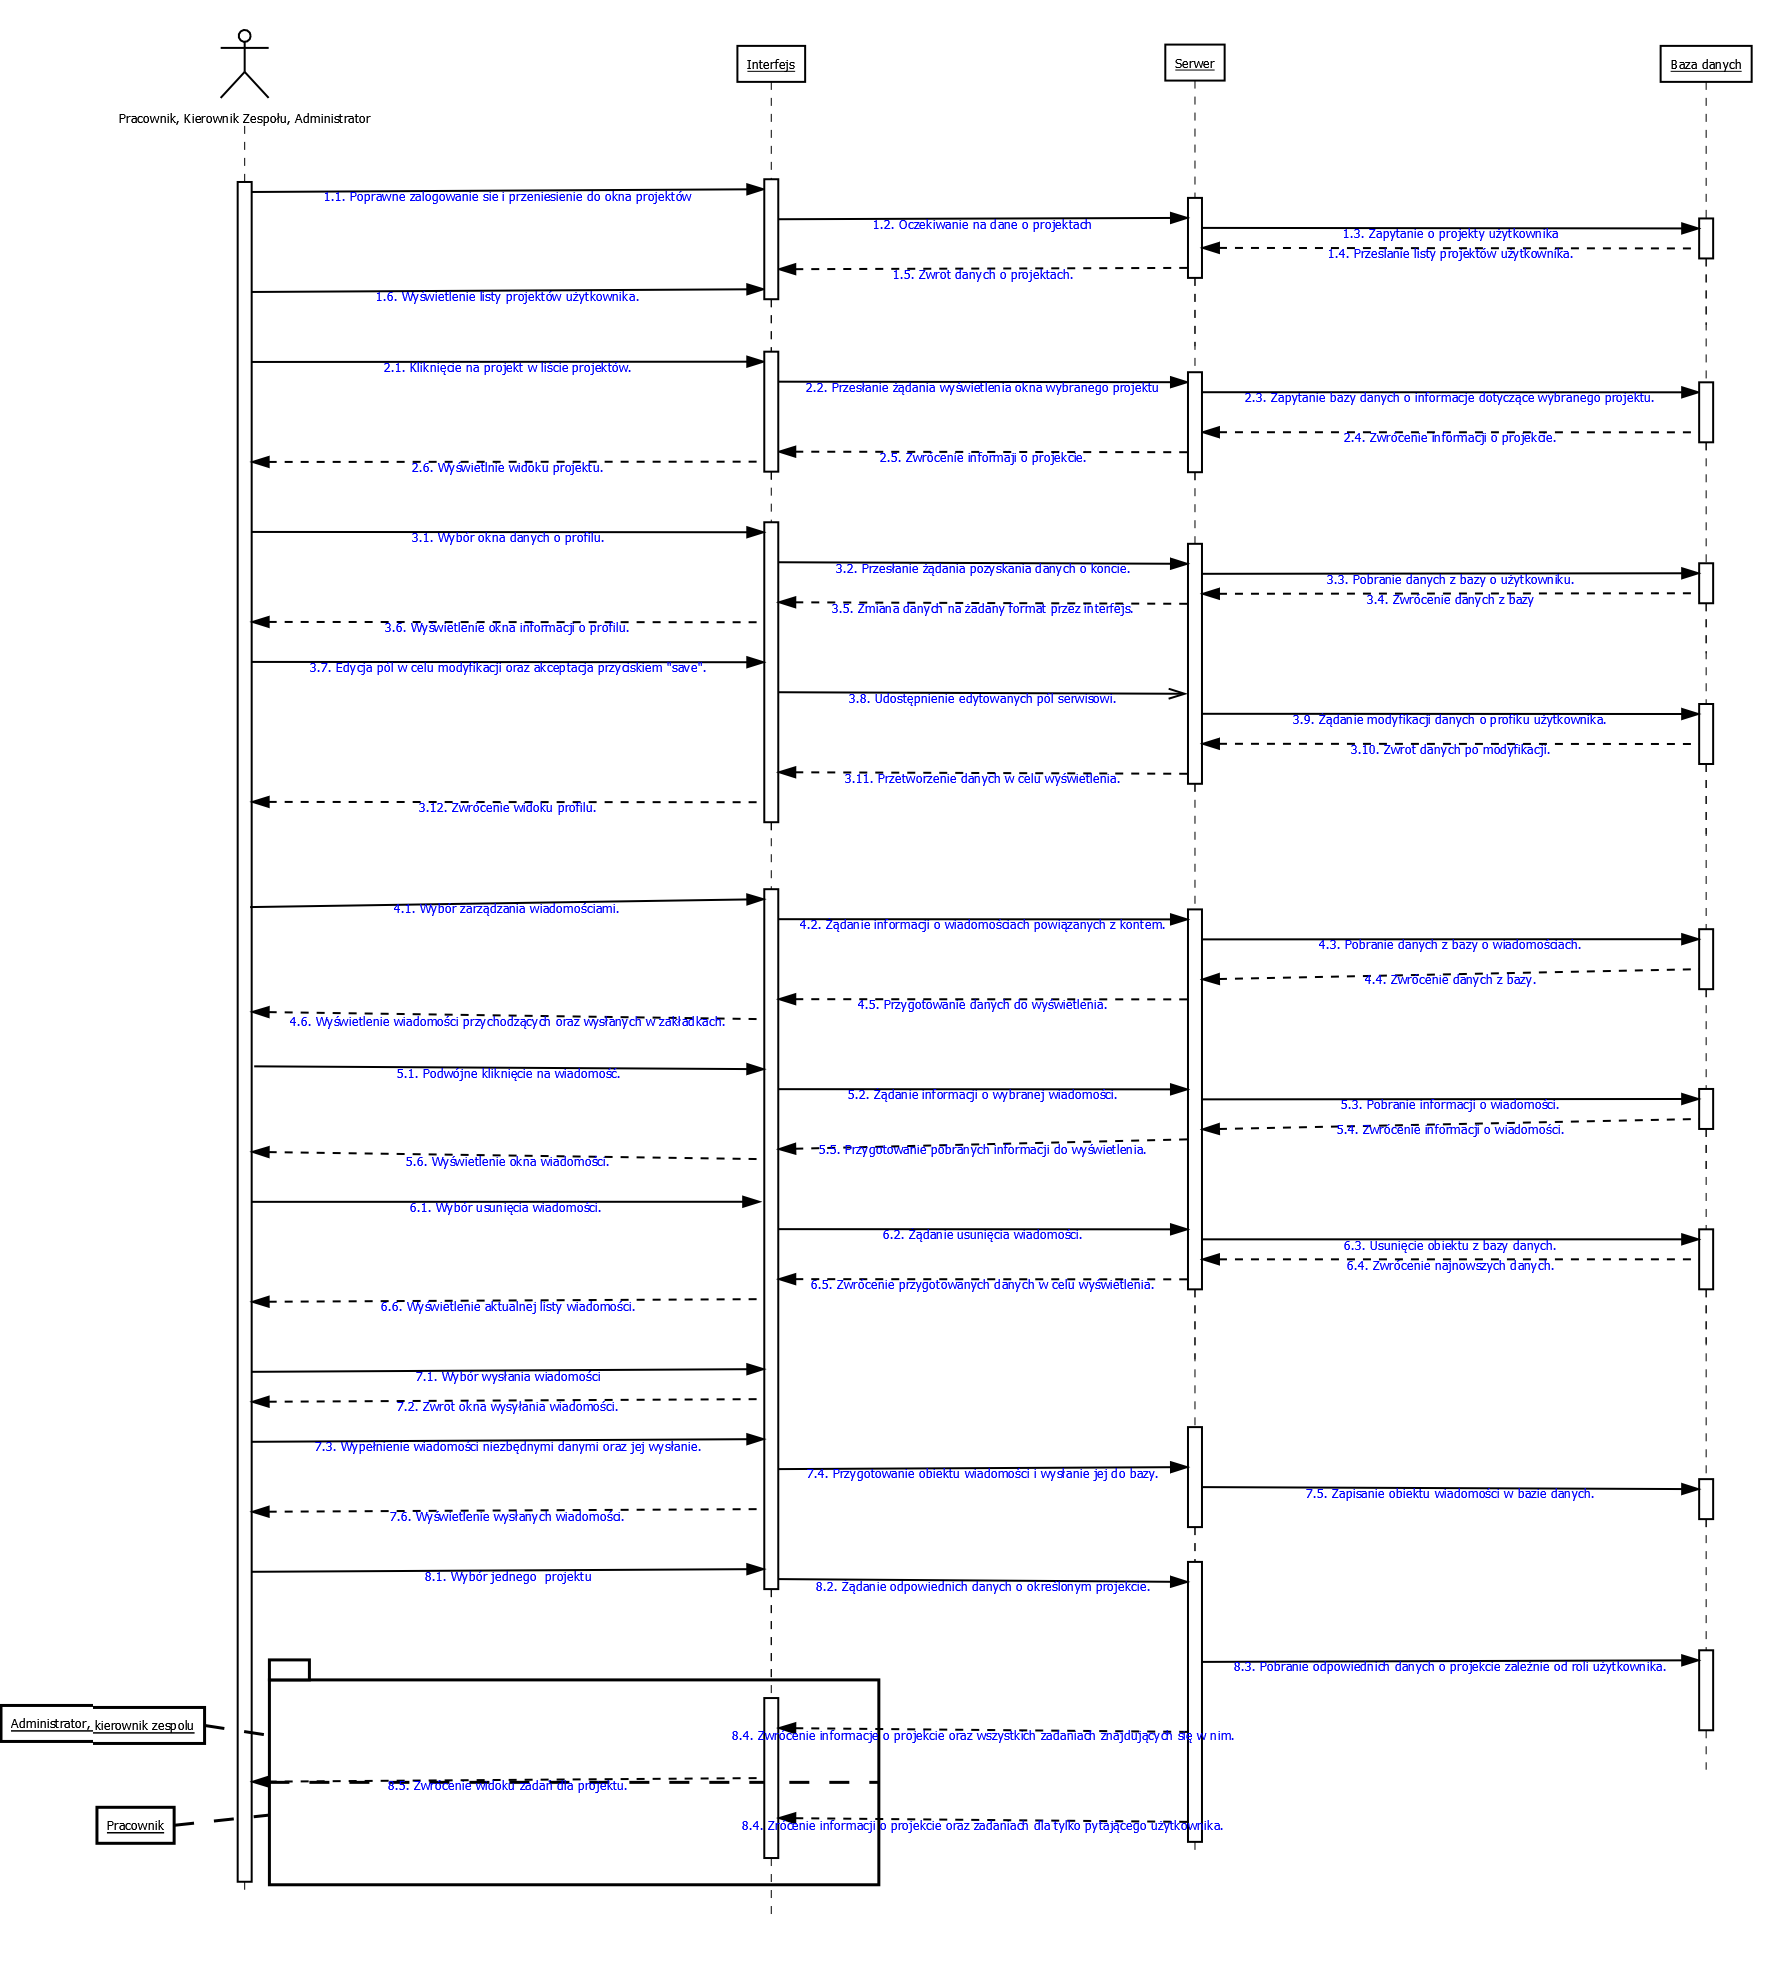 Interfejs
Serwer
Baza danych
Pracownik, Kierownik Zespołu, Administrator
1.1. Poprawne zalogowanie sie i przeniesienie do okna projektów
1.2. Oczekiwanie na dane o projektach
1.3. Zapytanie o projekty użytkownika
1.4. Przesłanie listy projektów użytkownika.
1.5. Zwrot danych o projektach.
1.6. Wyświetlenie listy projektów użytkownika.
2.1. Kliknięcie na projekt w liście projektów.
2.2. Przesłanie żądania wyświetlenia okna wybranego projektu
2.3. Zapytanie bazy danych o informacje dotyczące wybranego projektu.
2.4. Zwrócenie informacji o projekcie.
2.5. Zwrócenie informaji o projekcie.
2.6. Wyświetlnie widoku projektu.
3.1. Wybór okna danych o profilu.
3.2. Przesłanie żądania pozyskania danych o koncie.
3.3. Pobranie danych z bazy o użytkowniku.
3.4. Zwrócenie danych z bazy
3.5. Zmiana danych na żadany format przez interfejs.
3.6. Wyświetlenie okna informacji o profilu.
3.7. Edycja pól w celu modyfikacji oraz akceptacja przyciskiem "save".
3.8. Udostępnienie edytowanych pól serwisowi.
3.9. Żądanie modyfikacji danych o profiku użytkownika.
3.10. Zwrot danych po modyfikacji.
3.11. Przetworzenie danych w celu wyświetlenia.
3.12. Zwrócenie widoku profilu.
4.1. Wybór zarządzania wiadomościami.
4.2. Żądanie informacji o wiadomościach powiązanych z kontem.
4.3. Pobranie danych z bazy o wiadomościach.
4.4. Zwrócenie danych z bazy.
4.5. Przygotowanie danych do wyświetlenia.
4.6. Wyświetlenie wiadomości przychodzących oraz wysłanych w zakładkach.
5.1. Podwójne kliknięcie na wiadomość.
5.2. Żądanie informacji o wybranej wiadomości.
5.3. Pobranie informacji o wiadomości.
5.4. Zwrócenie informacji o wiadomości.
5.5. Przygotowanie pobranych informacji do wyświetlenia.
5.6. Wyświetlenie okna wiadomości.
6.1. Wybór usunięcia wiadomości.
6.2. Żądanie usunięcia wiadomości.
6.3. Usunięcie obiektu z bazy danych.
6.4. Zwrócenie najnowszych danych.
6.5. Zwrócenie przygotowanych danych w celu wyświetlenia.
6.6. Wyświetlenie aktualnej listy wiadomości.
7.1. Wybór wysłania wiadomości
7.2. Zwrot okna wysyłania wiadomości.
7.3. Wypełnienie wiadomości niezbędnymi danymi oraz jej wysłanie.
7.4. Przygotowanie obiektu wiadomości i wysłanie jej do bazy.
7.5. Zapisanie obiektu wiadomości w bazie danych.
7.6. Wyświetlenie wysłanych wiadomości.
8.1. Wybór jednego projektu
8.2. Żądanie odpowiednich danych o określonym projekcie.
8.3. Pobranie odpowiednich danych o projekcie zależnie od roli użytkownika.
Administrator, kierownik zespolu
8.4. Zwrócenie informacje o projekcie oraz wszystkich zadaniach znajdujących się w nim.
8.5. Zwrócenie widoku zadań dla projektu.
Pracownik
8.4. Zrócenie informacji o projekcie oraz zadaniach dla tylko pytającego użytkownika.